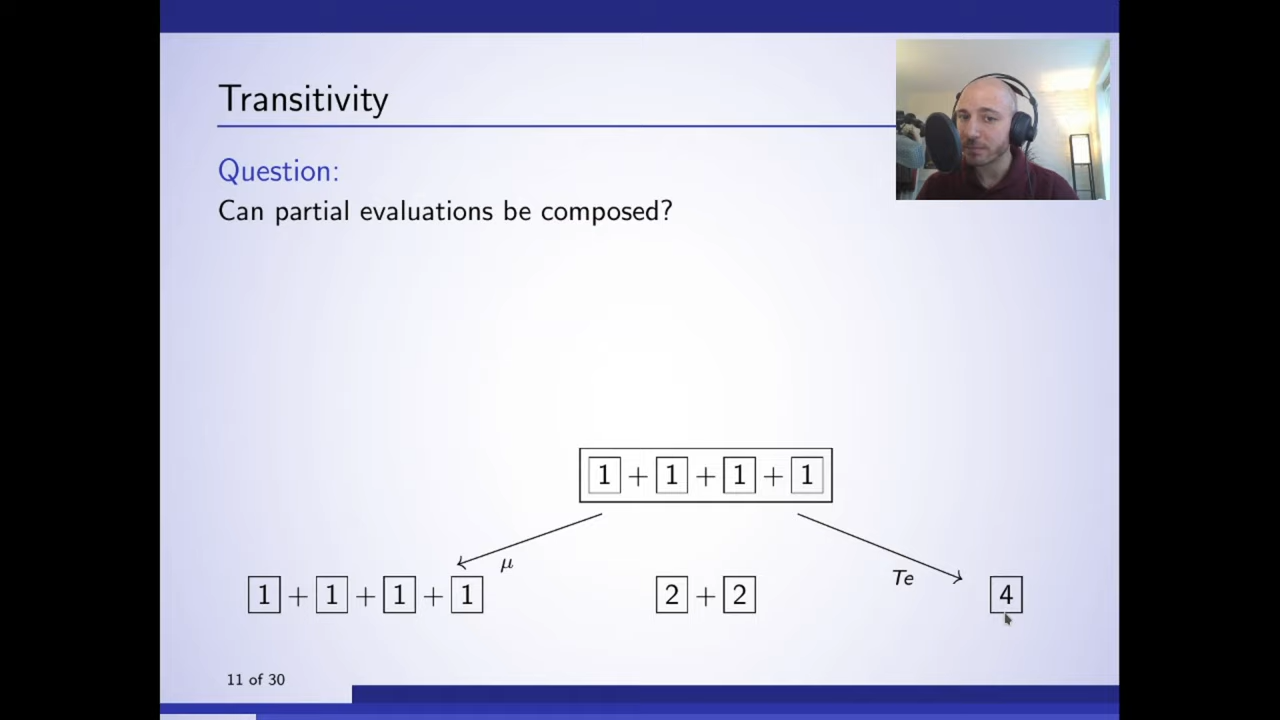 Transitivity
Question:
Can partial evaluations be composed?
1 + 1 + 1 + 1
μ
Te
1 + 1 + 1 + 1
2 + 2
4
11 of 30